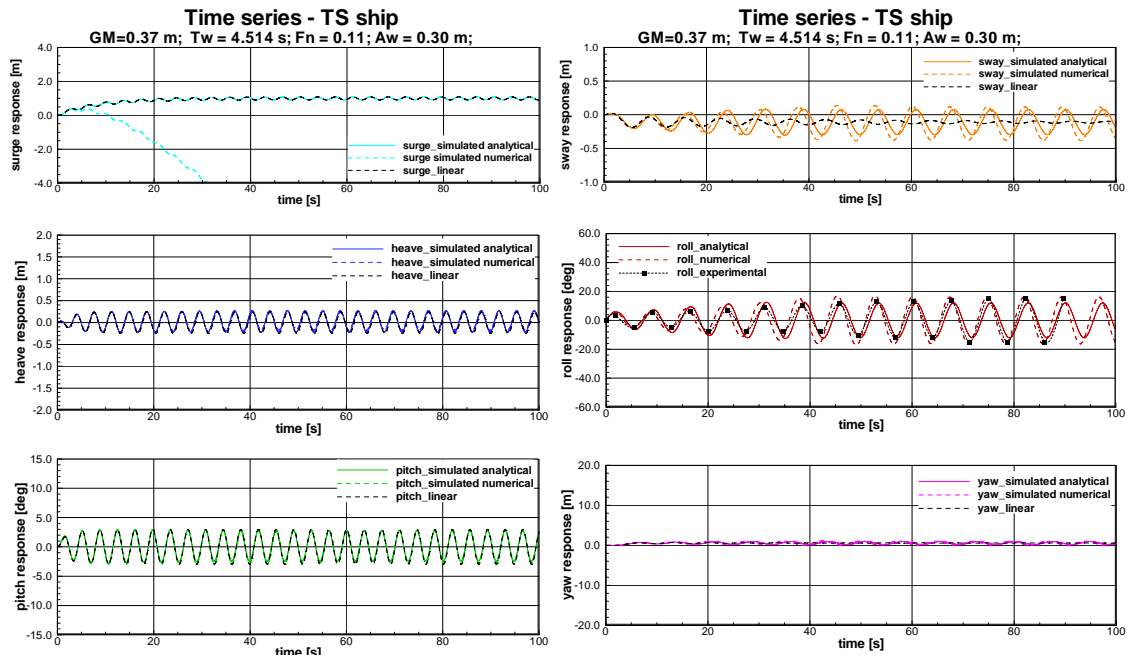 Time series - TS ship
GM=0.37 m; Tw = 4.514 s; Fn = 0.11; Aw = 0.30 m;
surge response [m]
4.0
2.0
0.0
-2.0
-4.0
surge_simulated analytical
surge simulated numerical
surge_linear
0 20 40 60 80 100
time [s]
Time series - TS ship
GM=0.37 m; Tw = 4.514 s; Fn = 0.11; Aw = 0.30 m;
sway response [m]
1.0
0.5
0.0
-0.5
-1.0
sway_simulated analytical
sway_simulated numerical
sway_linear
0 20 40 60 80 100
time [s]
heave response [m]
2.0
1.5
1.0
0.5
0.0
-0.5
-1.0
-1.5
-2.0
heave_simulated analytical
heave_simulated numerical
heave_linear
0 20 40 60 80 100
time [s]
roll response [deg]
60.0
40.0
20.0
0.0
-20.0
-40.0
-60.0
roll_analytical
roll_numerical
roll_experimental
0 20 40 60 80 100
time [s]
pitch response [deg]
15.0
10.0
5.0
0.0
-5.0
-10.0
-15.0
pitch_simulated analytical
pitch_simulated numerical
pitch_linear
0 20 40 60 80 100
time [s]
yaw response [m]
20.0
10.0
0.0
-10.0
-20.0
yaw_simulated analytical
yaw_simulated numerical
yaw_linear
0 20 40 60 80 100
time [s]